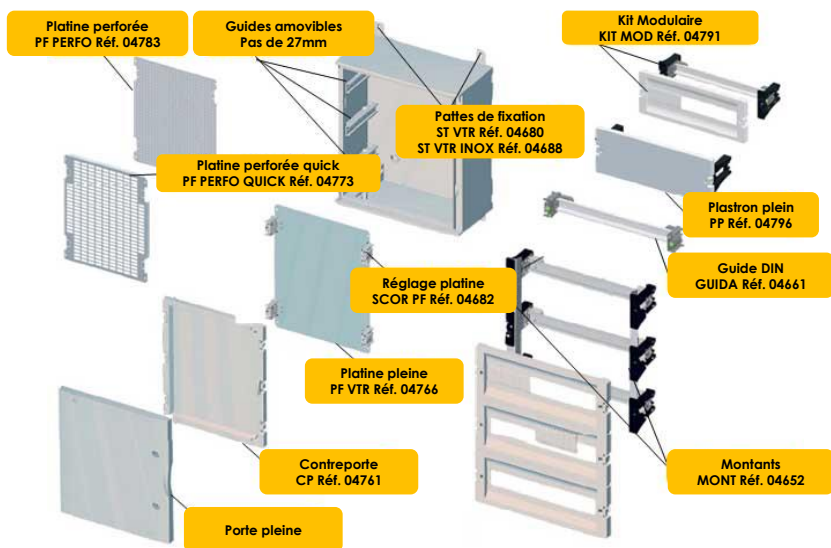 Platine perforée
PF PERFO Réf. 04783
Guides amovibles
Pas de 27mm
Kit Modulaire
KIT MOD Réf. 04791
Pattes de fixation
ST VTR Réf. 04680
ST VTR INOX Réf. 04688
Platine perforée quick
PF PERFO QUICK Réf. 04773
Plastron plein
PP Réf. 04796
Guide DIN
GUIDA Réf. 04661
Réglage platine
SCOR PF Réf. 04682
Platine pleine
PF VTR Réf. 04766
Contreporte
CP Réf. 04761
Montants
MONT Réf. 04652
Porte pleine